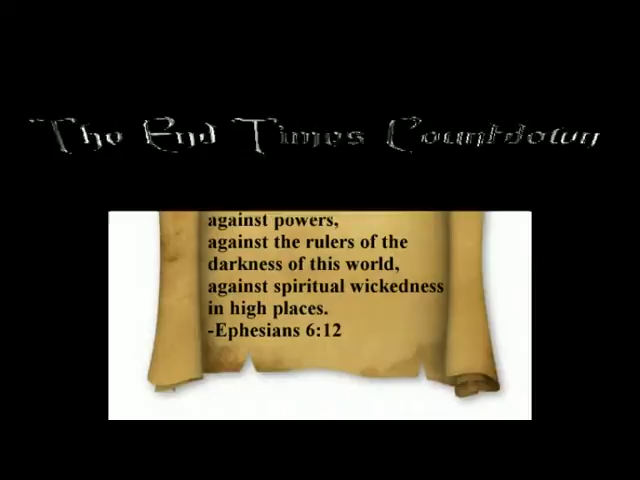 "The End Times Countdown
against powers,
against the rulers of the
darkness of this world,
against spiritual wickedness
in high places.
-Ephesians 6:12